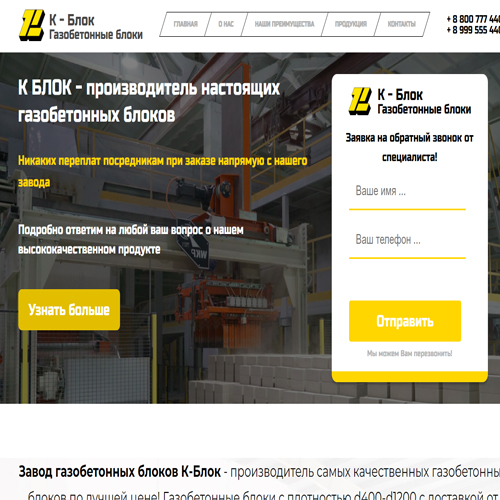 К - Блок
Газобетонные блоки
ГЛАВНАЯ
О НАС
НАШИ ПРЕИМУЩЕСТВА
ПРОДУКЦИЯ
КОНТАКТЫ
+ 8 800 777 44
+ 8 999 555 44
К БЛОК - производитель настоящих
газобетонных блоков
Никаких переплат посредникам при заказе напрямую с нашего
завода
Подробно ответим на любой ваш вопрос о нашем
высококачественном продукте
Узнать больше
WKF
К - Блок
Газобетонные блоки
Заявка на обратный звонок от
специалиста!
Ваше имя ...
Ваш телефон ...
Отправить
Мы можем Вам перезвонить!
Завод газобетонных блоков К-Блок - производитель самых качественных газобетонны
блоков по лучшей цене! Газобетонные блоки с плотностью d400-d1200 с доставкой от